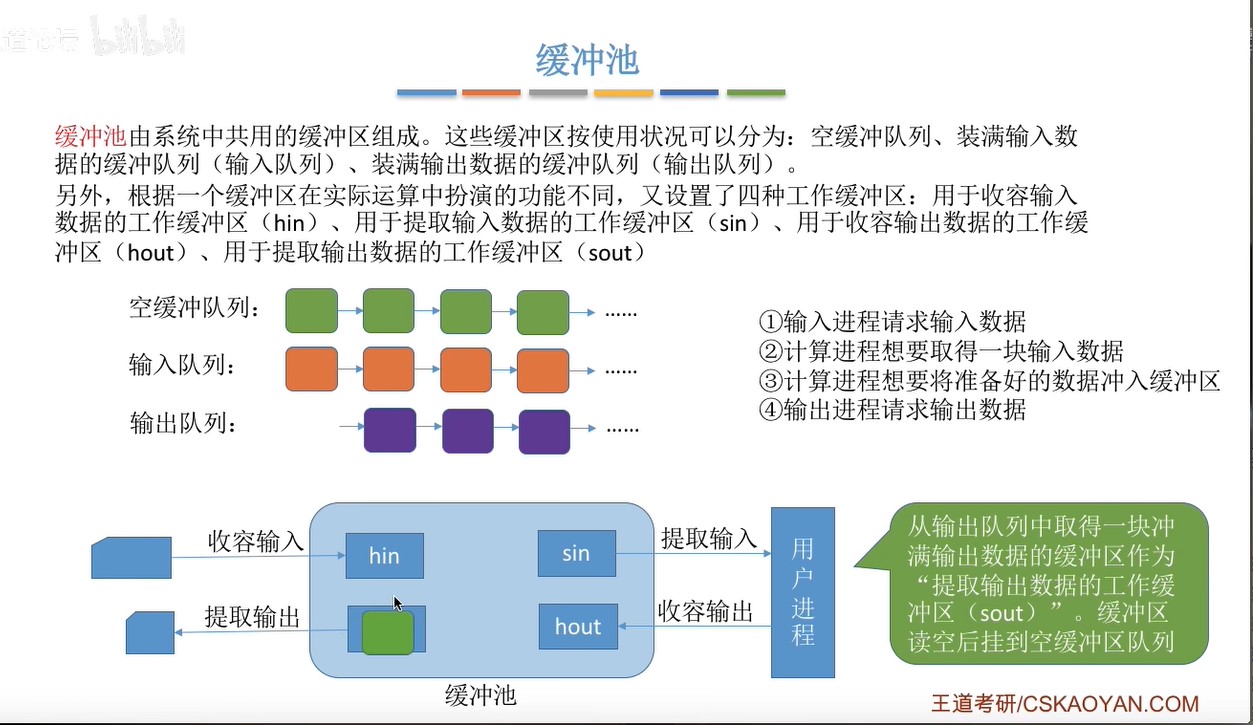 bilibili
缓冲池
缓冲池由系统中共用的缓冲区组成。这些缓冲区按使用状况可以分为：空缓冲队列、装满输入数
据的缓冲队列（输入队列）、装满输出数据的缓冲队列（输出队列）。
另外，根据一个缓冲区在实际运算中扮演的功能不同，又设置了四种工作缓冲区：用于收容输入
数据的工作缓冲区（hin）、用于提取输入数据的工作缓冲区（sin）、用于收容输出数据的工作缓
冲区（hout）、用于提取输出数据的工作缓冲区（sout）
空缓冲队列：
......
输入队列：
......
输出队列：
......
①输入进程请求输入数据
②计算进程想要取得一块输入数据
③计算进程想要将准备好的数据冲入缓冲区
④输出进程请求输出数据
收容输入
hin
sin
提取输入
提取输出
hout
收容输出
用户进程
缓冲池
从输出队列中取得一块冲
满输出数据的缓冲区作为
“提取输出数据的工作缓
冲区（sout）”。缓冲区
读空后挂到空缓冲区队列
王道考研/CSKAOYAN.COM